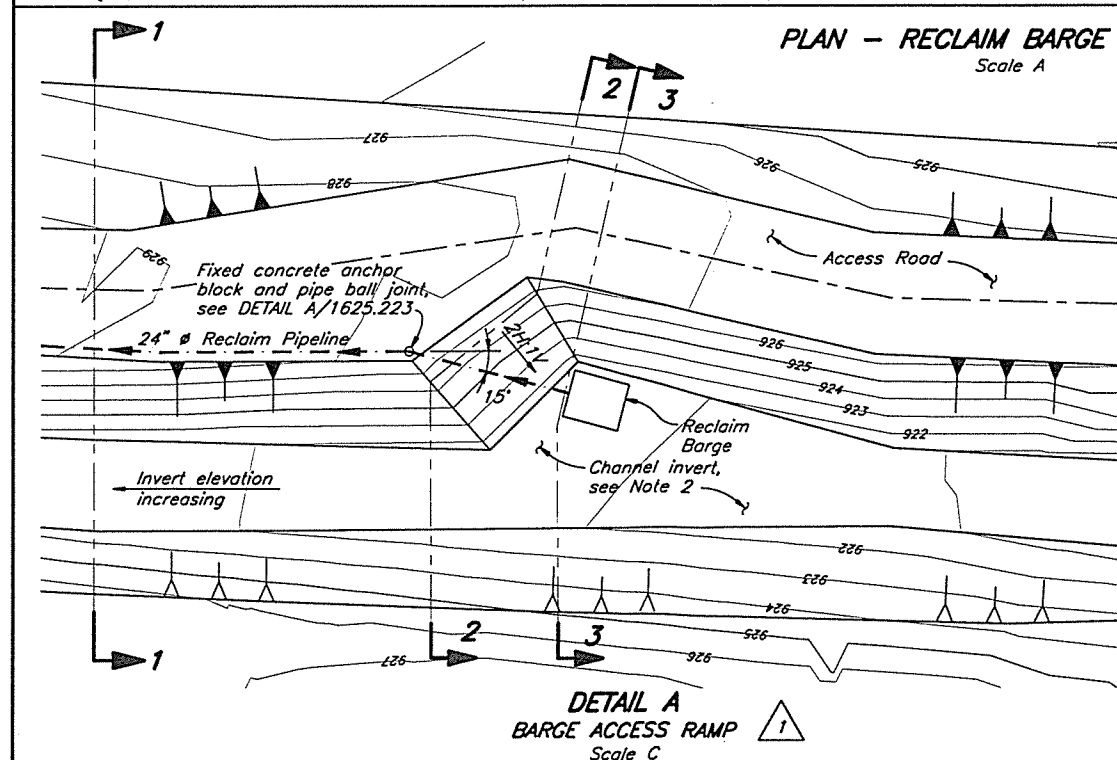 1
PLAN – RECLAIM BARGE
Scale A
2
3
927
926
925
928
929
Fixed concrete anchor
block and pipe ball joint,
see DETAIL A/1625.223
Access Road
24" ø Reclaim Pipeline
2H:1V
15°
926
925
924
923
922
Reclaim
Barge
Channel invert,
see Note 2
Invert elevation
increasing
922
923
924
925
926
927
1
2
3
DETAIL A
BARGE ACCESS RAMP
1
Scale C